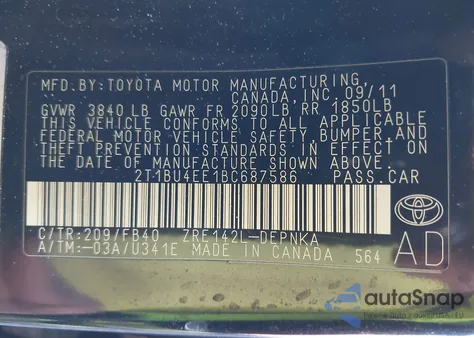 MFD.BY:TOYOTA MOTOR MANUFACTURING,
CANADA,INC. 09/11
GVWR 3840 LB GAWR FR 2090LB RR 1850LB
THIS VEHICLE CONFORMS TO ALL APPLICABLE
FEDERAL MOTOR VEHICLE SAFETY,BUMPER,AND
THEFT PREVENTION STANDARDS IN EFFECT ON
THE DATE OF MANUFACTURE SHOWN ABOVE.
2T1BU4EE1BC687586 PASS.CAR
C/TR:209/FB40 ZRE142L-DEPNKA
A/TM:-03A/U341E MADE IN CANADA 564
AD
autoSnap